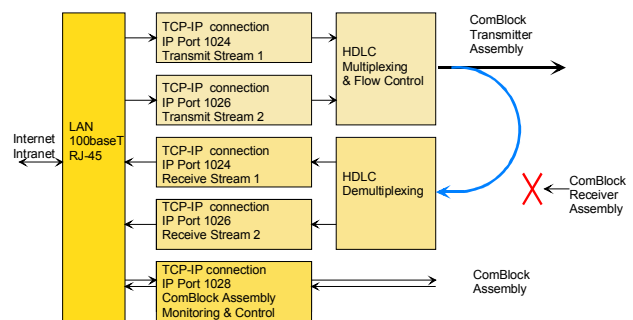 TCP-IP connection
IP Port 1024
Transmit Stream 1
HDLC
Multiplexing
& Flow Control
ComBlock
Transmitter
Assembly
TCP-IP connection
IP Port 1026
Transmit Stream 2
Internet
Intranet
LAN
100baseT
RJ-45
TCP-IP connection
IP Port 1024
Receive Stream 1
HDLC
Demultiplexing
ComBlock
Receiver
Assembly
TCP-IP connection
IP Port 1026
Receive Stream 2
TCP-IP connection
IP Port 1028
ComBlock Assembly
Monitoring & Control
ComBlock
Assembly